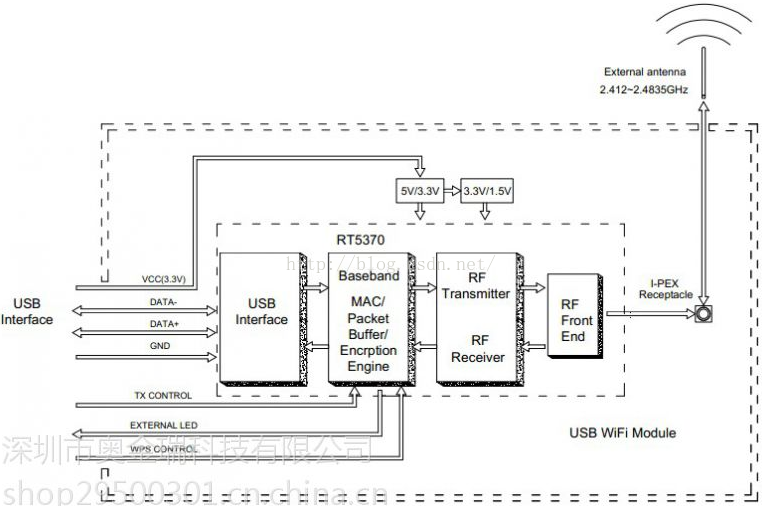 External antenna
2.412~2.4835GHz
5V/3.3V
3.3V/1.5V
RT5370
http://blog.csdn.net/
VCC(3.3V)
USB
Interface
DATA-
DATA+
GND
USB
Interface
Baseband
MAC/
Packet
Buffer/
Encrption
Engine
RF
Transmitter
RF
Receiver
RF
Front
End
I-PEX
Receptacle
TX CONTROL
EXTERNAL LED
WPS CONTROL
USB WiFi Module
深圳市奥金瑞科技有限公司
shop29500301.cn.china.cn